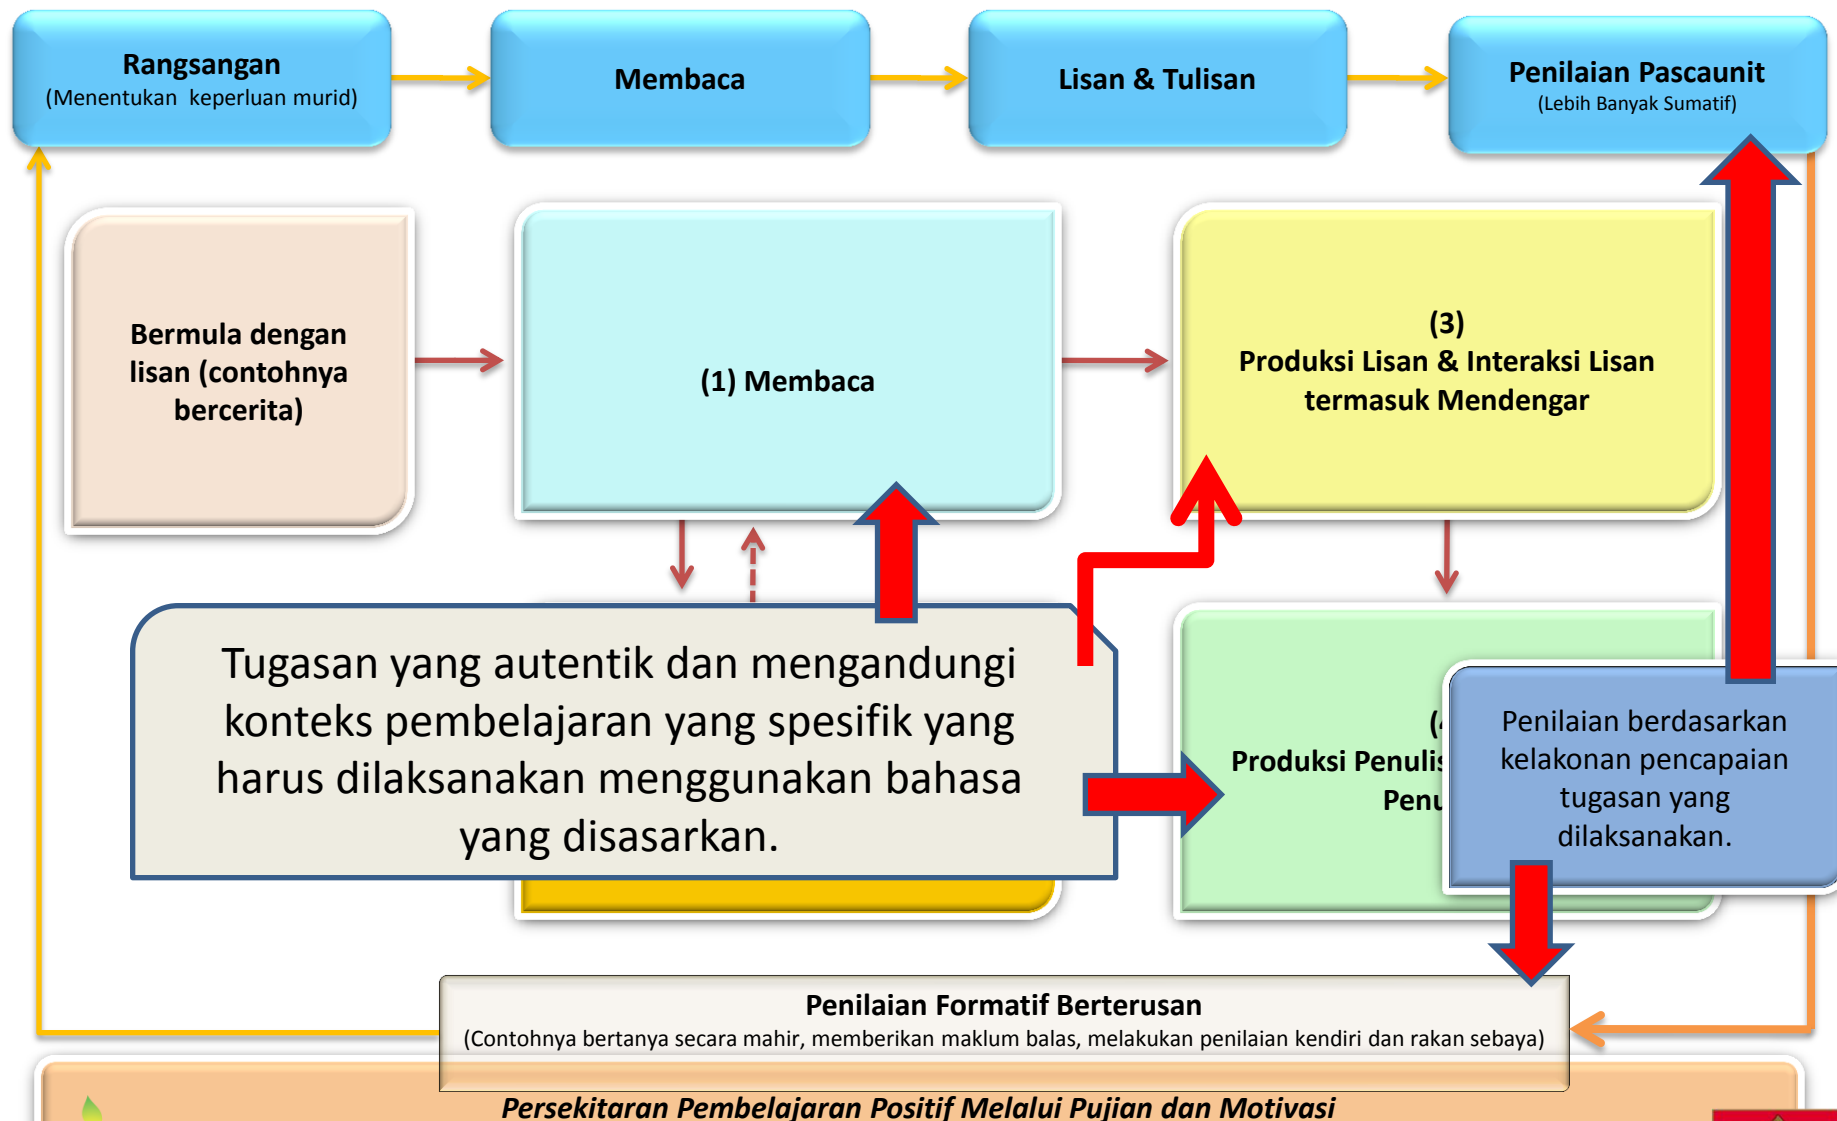 Rangsangan
(Menentukan keperluan murid)
Membaca
Lisan & Tulisan
Penilaian Pascaunit
(Lebih Banyak Sumatif)
Bermula dengan
lisan (contohnya
bercerita)
(1) Membaca
(3)
Produksi Lisan & Interaksi Lisan
termasuk Mendengar
Tugasan yang autentik dan mengandungi
konteks pembelajaran yang spesifik yang
harus dilaksanakan menggunakan bahasa
yang disasarkan.
Produksi
Penilaian berdasarkan
kelakonan pencapaian
tugasan yang
dilaksanakan.
Penilaian Formatif Berterusan
(Contohnya bertanya secara mahir, memberikan maklum balas, melakukan penilaian kendiri dan rakan sebaya)
Persekitaran Pembelajaran Positif Melalui Pujian dan Motivasi